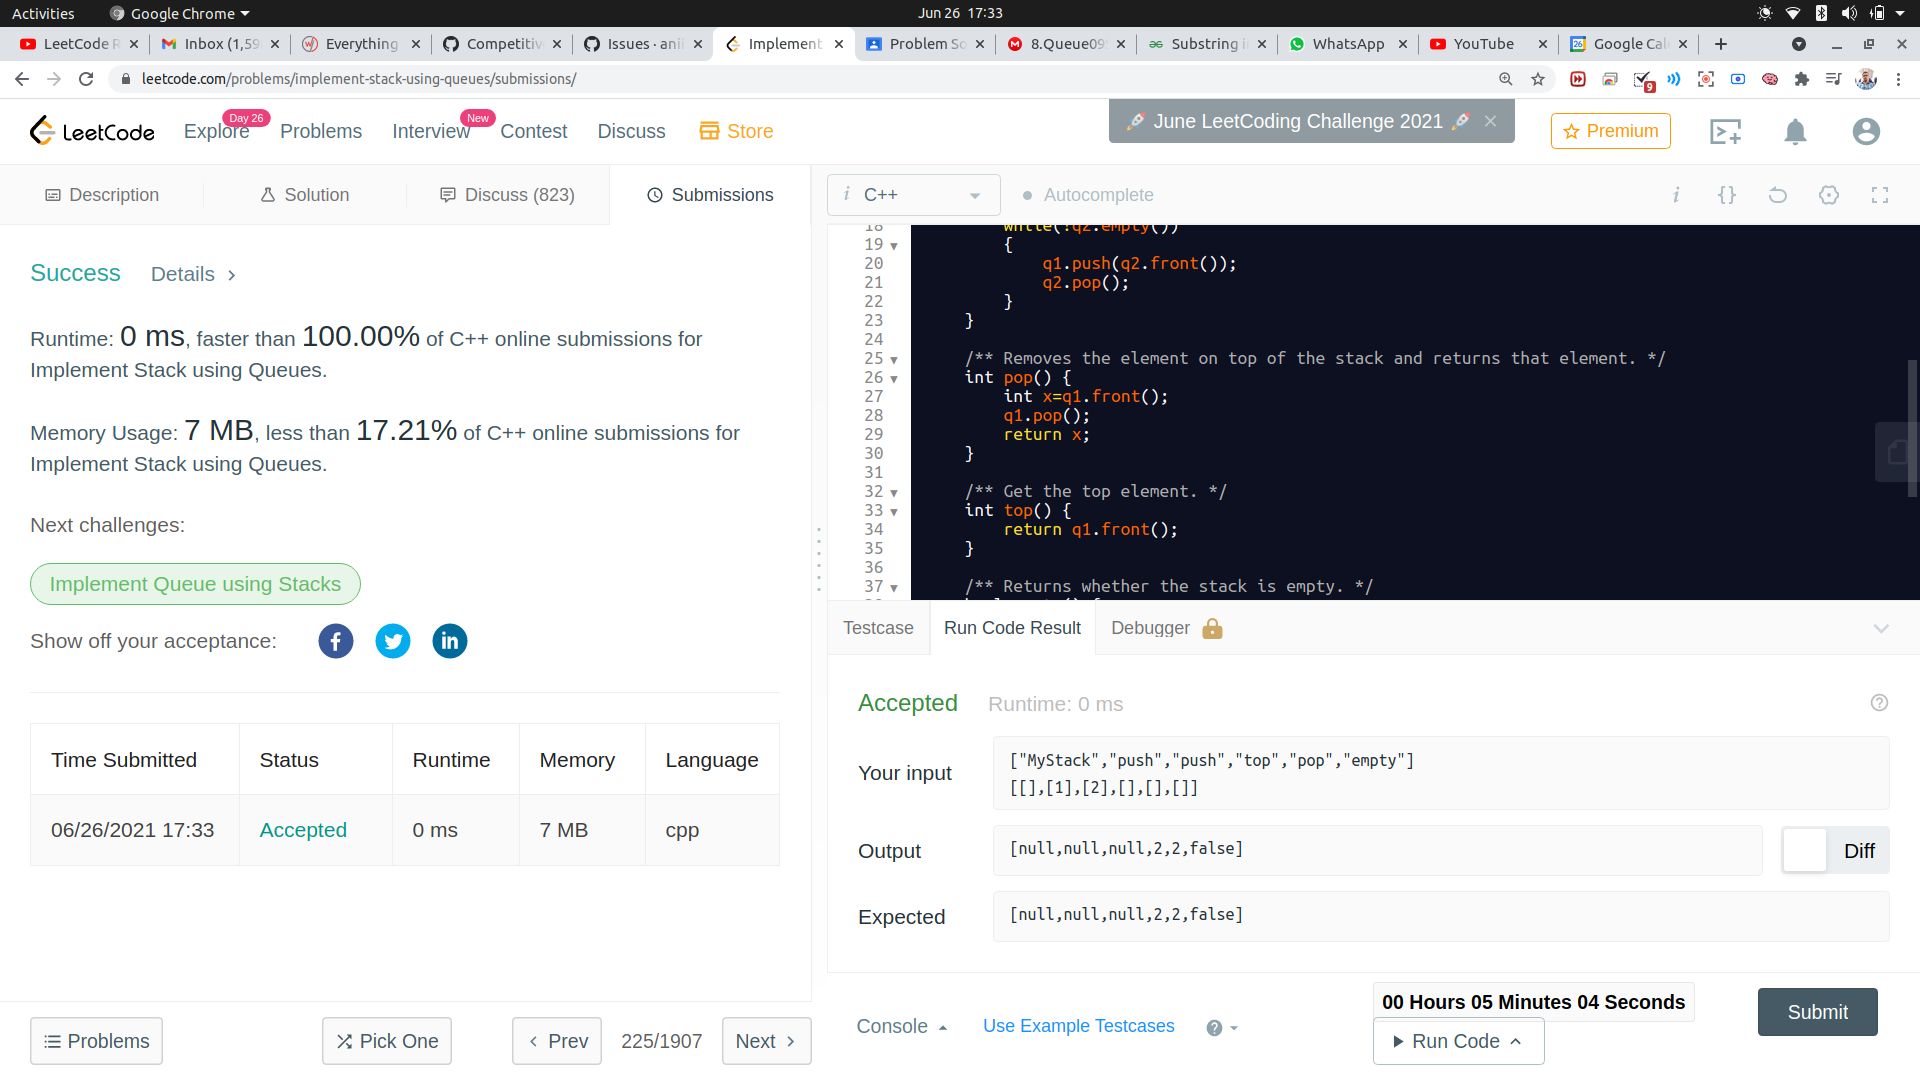 Activities
Google Chrome
Jun 26 17:33
LeetCode R
Inbox (1,59
Everything
Competitiv
Issues · ani
Implement
Problem So
8.Queue09
Substring i
WhatsApp
YouTube
Google Cal
leetcode.com/problems/implement-stack-using-queues/submissions/
9
LeetCode
Explore
Day 26
Problems
Interview
New
Contest
Discuss
Store
🚀 June LeetCoding Challenge 2021 🚀
Premium
Description
Solution
Discuss (823)
Submissions
i C++
Autocomplete
Success
Details
Runtime: 0 ms, faster than 100.00% of C++ online submissions for
Implement Stack using Queues.
Memory Usage: 7 MB, less than 17.21% of C++ online submissions for
Implement Stack using Queues.
Next challenges:
Implement Queue using Stacks
Show off your acceptance:
Time Submitted Status Runtime Memory Language
06/26/2021 17:33 Accepted 0 ms 7 MB cpp
Problems
Pick One
Prev
225/1907
Next
18 while(!q2.empty())
19 {
20 q1.push(q2.front());
21 q2.pop();
22 }
23 }
24
25 /** Removes the element on top of the stack and returns that element. */
26 int pop() {
27 int x=q1.front();
28 q1.pop();
29 return x;
30 }
31
32 /** Get the top element. */
33 int top() {
34 return q1.front();
35 }
36
37 /** Returns whether the stack is empty. */
Testcase
Run Code Result
Debugger
Accepted
Runtime: 0 ms
Your input
["MyStack","push","push","top","pop","empty"]
[[],[1],[2],[],[],[]]
Output
[null,null,null,2,2,false]
Diff
Expected
[null,null,null,2,2,false]
Console
Use Example Testcases
00 Hours 05 Minutes 04 Seconds
Run Code
Submit